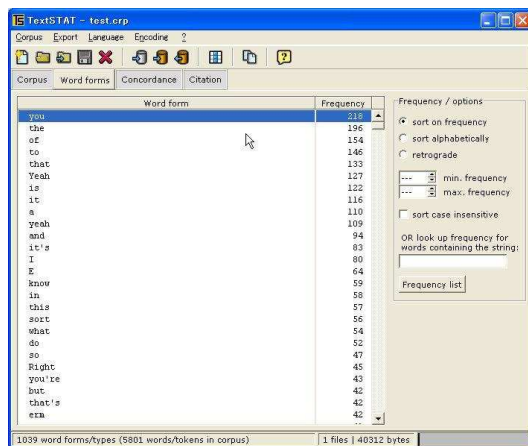 TextSTAT - test.crp
Corpus Export Language Encoding ?
Corpus Word forms Concordance Citation
Word form Frequency
you 218
the 196
of 154
to 146
that 133
Yeah 127
is 122
it 116
a 110
yeah 109
and 94
it's 83
I 80
E 64
know 59
in 58
this 57
sort 56
what 54
do 52
so 47
Right 45
you're 43
but 42
that's 42
erm 42
Frequency / options
sort on frequency
sort alphabetically
retrograde
--- min. frequency
--- max. frequency
sort case insensitive
OR look up frequency for
words containing the string:
Frequency list
1039 word forms/types (5801 words/tokens in corpus) 1 files | 40312 bytes